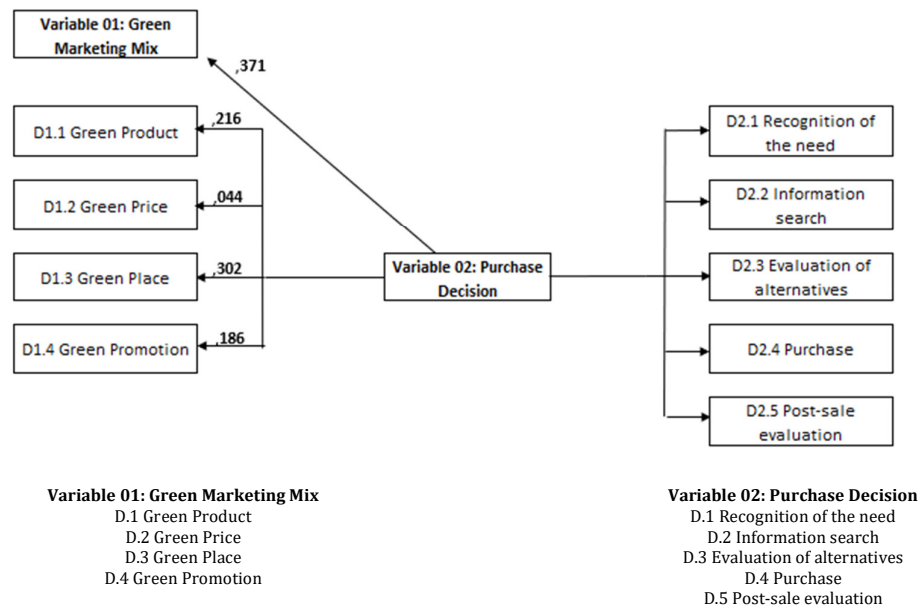 Variable 01: Green
Marketing Mix
,371
,216
D1.1 Green Product
,044
D1.2 Green Price
,302
D1.3 Green Place
,186
D1.4 Green Promotion
Variable 02: Purchase
Decision
D2.1 Recognition of
the need
D2.2 Information
search
D2.3 Evaluation of
alternatives
D2.4 Purchase
D2.5 Post-sale
evaluation
Variable 01: Green Marketing Mix
D.1 Green Product
D.2 Green Price
D.3 Green Place
D.4 Green Promotion
Variable 02: Purchase Decision
D.1 Recognition of the need
D.2 Information search
D.3 Evaluation of alternatives
D.4 Purchase
D.5 Post-sale evaluation